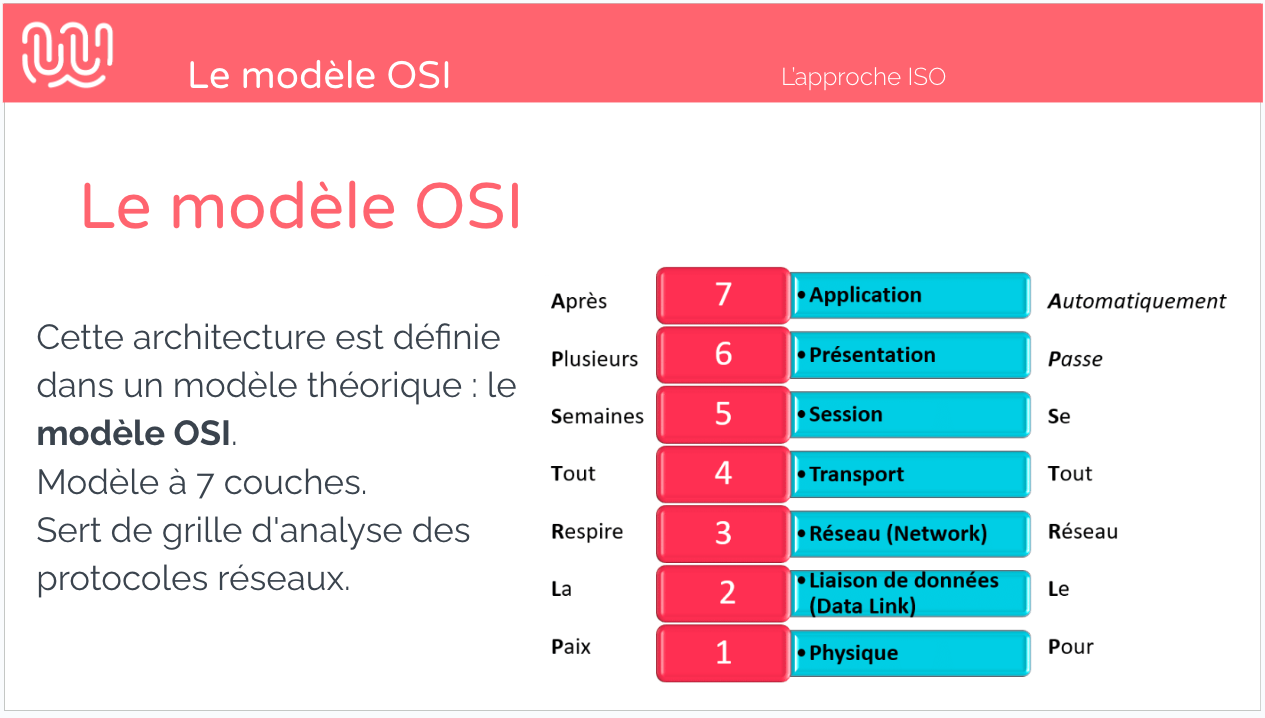 Le modèle OSI
L'approche ISO
Le modèle OSI
Cette architecture est définie
dans un modèle théorique : le
modèle OSI.
Modèle à 7 couches.
Sert de grille d'analyse des
protocoles réseaux.
Après 7 •Application Automatiquement
Plusieurs 6 •Présentation Passe
Semaines 5 •Session Se
Tout 4 •Transport Tout
Respire 3 •Réseau (Network) Réseau
La 2 •Liaison de données
(Data Link) Le
Paix 1 •Physique Pour